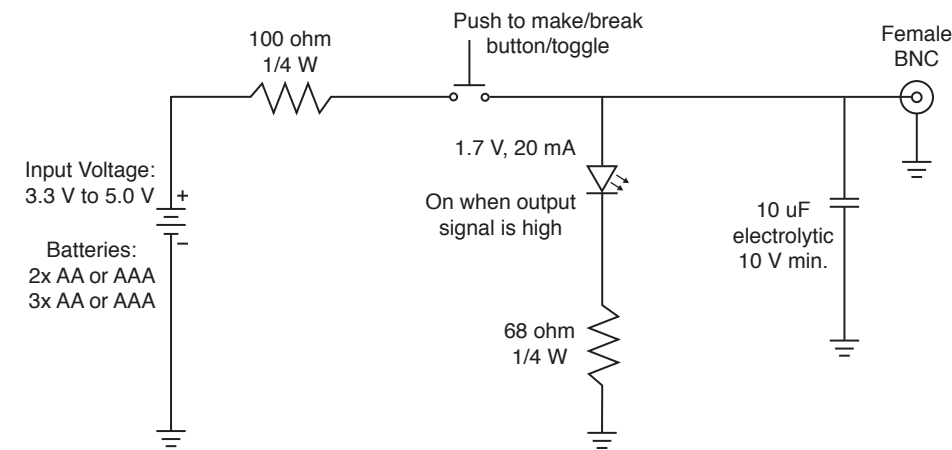 Push to make/break
button/toggle
100 ohm
1/4 W
Female
BNC
Input Voltage:
3.3 V to 5.0 V
+
−
Batteries:
2x AA or AAA
3x AA or AAA
1.7 V, 20 mA
On when output
signal is high
10 uF
electrolytic
10 V min.
68 ohm
1/4 W